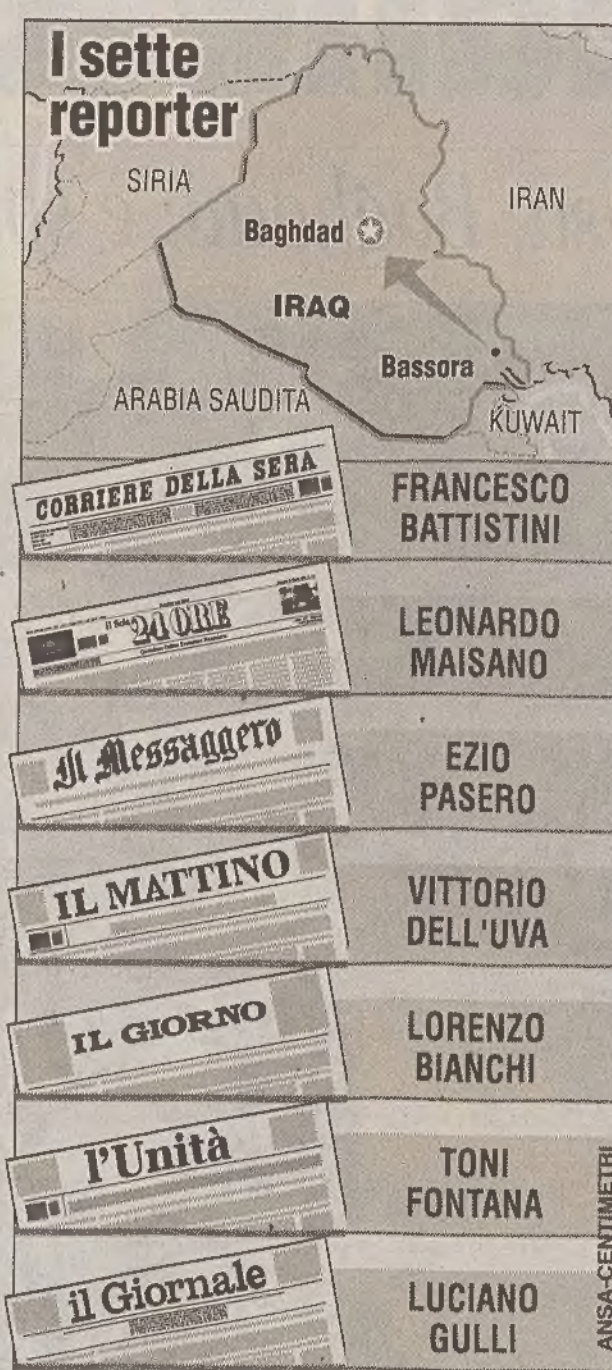 I sette
reporter
SIRIA
IRAN
Baghdad
IRAQ
Bassora
ARABIA SAUDITA
KUWAIT
CORRIERE DELLA SERA
FRANCESCO
BATTISTINI
Il Sole
24 ORE
LEONARDO
MAISANO
Il Messaggero
EZIO
PASERO
IL MATTINO
VITTORIO
DELL'UVA
IL GIORNO
LORENZO
BIANCHI
l'Unità
TONI
FONTANA
il Giornale
LUCIANO
GULLI
ANSA-CENTIMETRI